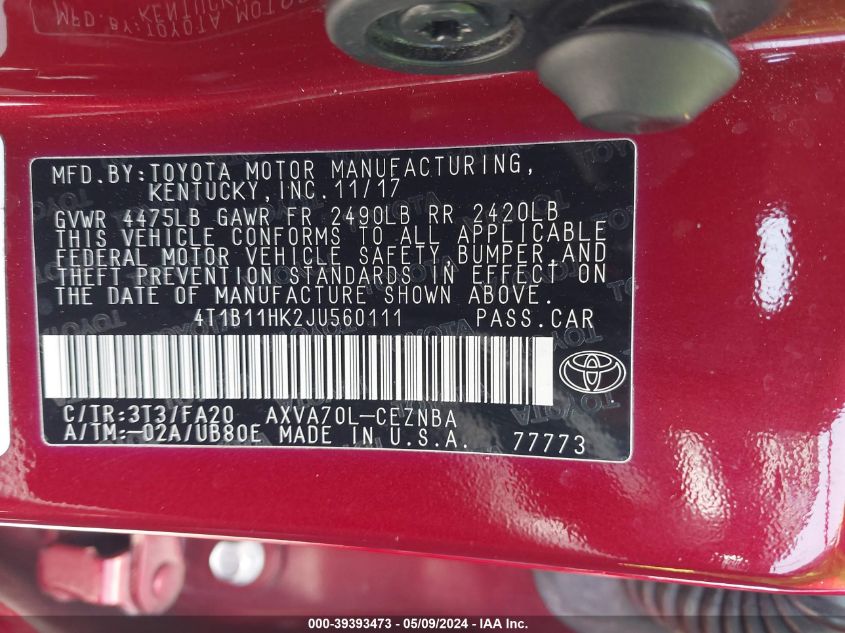 MFD.BY:TOYOTA MOTOR MANUFACTURING,
KENTUCKY,INC.11/17
GVWR 4475LB GAWR FR 2490LB RR 2420LB
THIS VEHICLE CONFORMS TO ALL APPLICABLE
FEDERAL MOTOR VEHICLE SAFETY,BUMPER,AND
THEFT PREVENTION STANDARDS IN EFFECT ON
THE DATE OF MANUFACTURE SHOWN ABOVE.
4T1B11HK2JU560111 PASS.CAR
C/TR:3T3/FA20 AXVA70L-CEZNBA
A/TM:-02A/UB80E MADE IN U.S.A. 77773
000-39393473 - 05/09/2024 - IAA Inc.